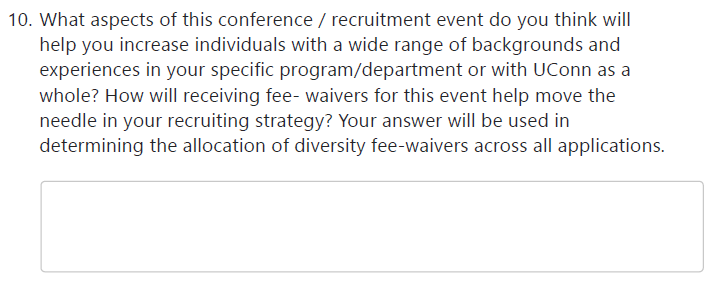 10. What aspects of this conference / recruitment event do you think will
help you increase individuals with a wide range of backgrounds and
experiences in your specific program/department or with UConn as a
whole? How will receiving fee- waivers for this event help move the
needle in your recruiting strategy? Your answer will be used in
determining the allocation of diversity fee-waivers across all applications.